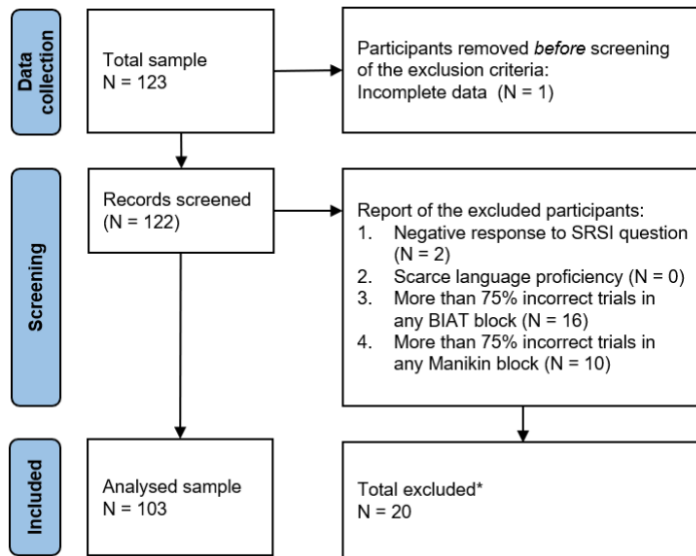 Data
collection
Total sample
N = 123
Participants removed before screening
of the exclusion criteria:
Incomplete data (N = 1)
Screening
Records screened
(N = 122)
Report of the excluded participants:
1. Negative response to SRSI question
(N = 2)
2. Scarce language proficiency (N = 0)
3. More than 75% incorrect trials in
any BIAT block (N = 16)
4. More than 75% incorrect trials in
any Manikin block (N = 10)
Included
Analysed sample
N = 103
Total excluded*
N = 20